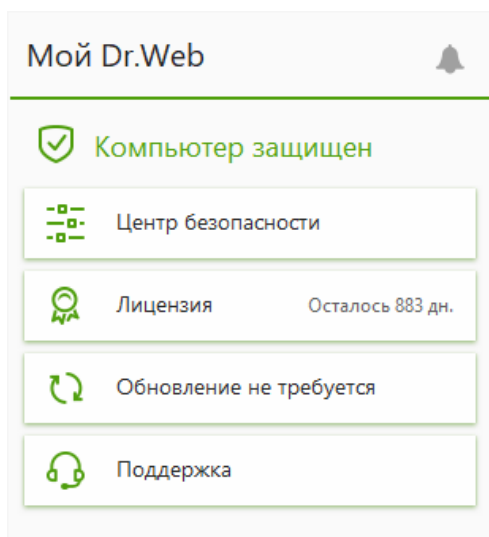 Мой Dr.Web
Компьютер защищен
Центр безопасности
Лицензия Осталось 883 дн.
Обновление не требуется
Поддержка